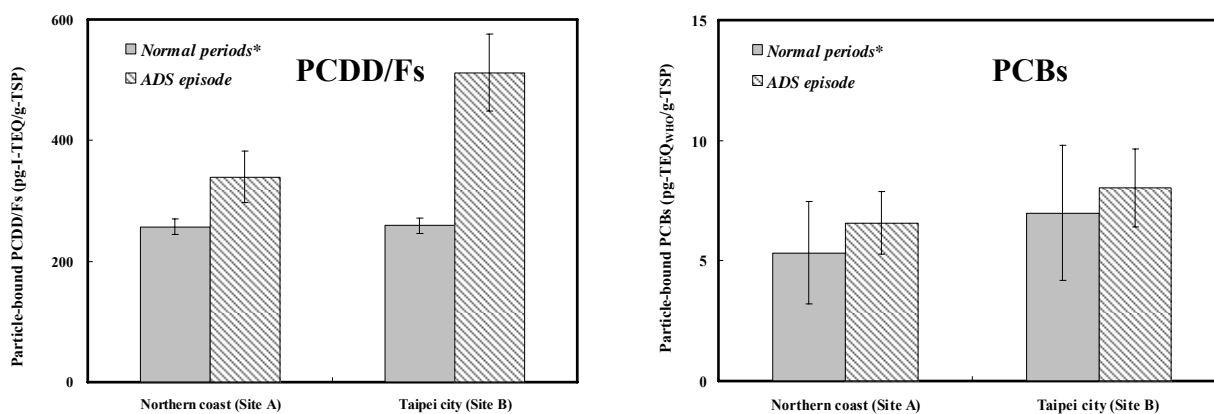 Particle-bound PCDD/Fs (pg-I-TEQ/g-TSP)
600
400
200
0
Normal periods*
ADS episode
PCDD/Fs
Northern coast (Site A)
Taipei city (Site B)
Particle-bound PCBs (pg-TEQWHO/g-TSP)
15
10
5
0
Normal periods*
ADS episode
PCBs
Northern coast (Site A)
Taipei city (Site B)